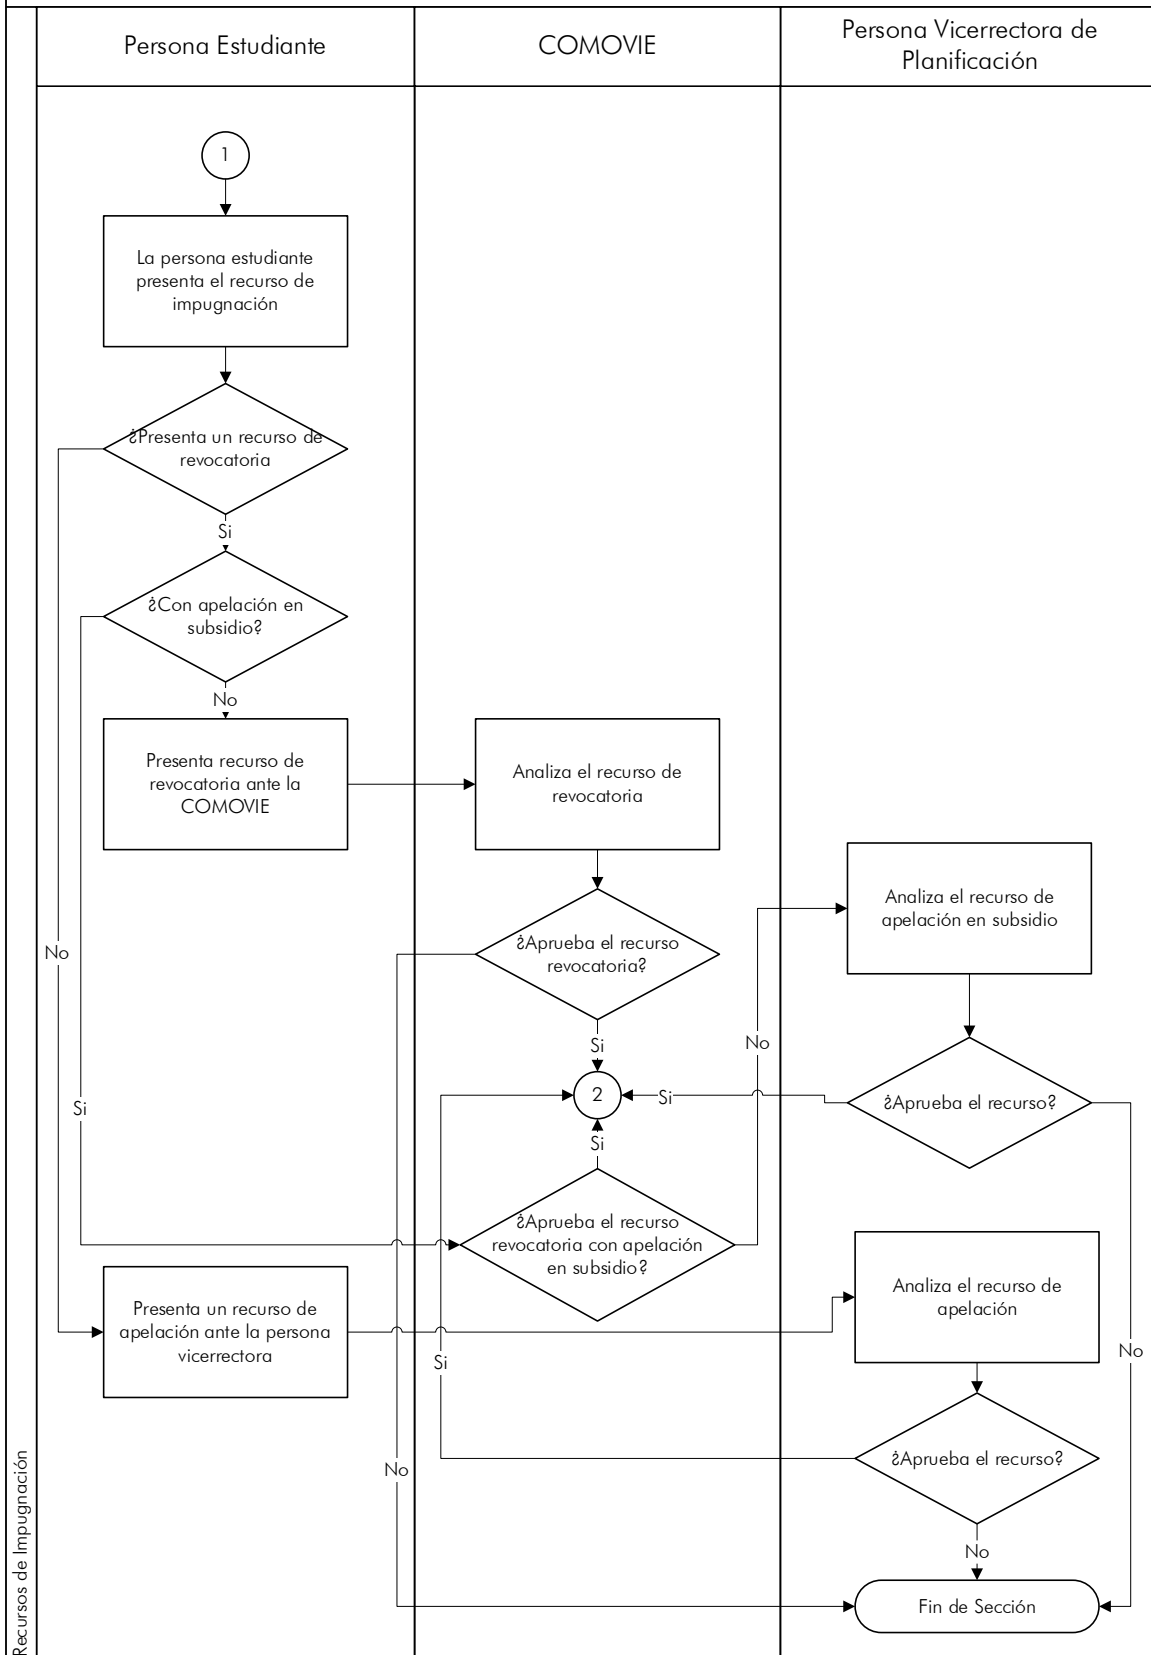 Persona Estudiante
COMOVIE
Persona Vicerrectora de
Planificación
1
La persona estudiante
presenta el recurso de
impugnación
¿Presenta un recurso de
revocatoria
Si
¿Con apelación en
subsidio?
No
Presenta recurso de
revocatoria ante la
COMOVIE
Analiza el recurso de
revocatoria
Analiza el recurso de
apelación en subsidio
¿Aprueba el recurso
revocatoria?
No
Si
No
2
Si
¿Aprueba el recurso?
Si
Si
¿Aprueba el recurso
revocatoria con apelación
en subsidio?
Presenta un recurso de
apelación ante la persona
vicerrectora
Analiza el recurso de
apelación
No
Si
¿Aprueba el recurso?
No
No
Fin de Sección
Recursos de Impugnación